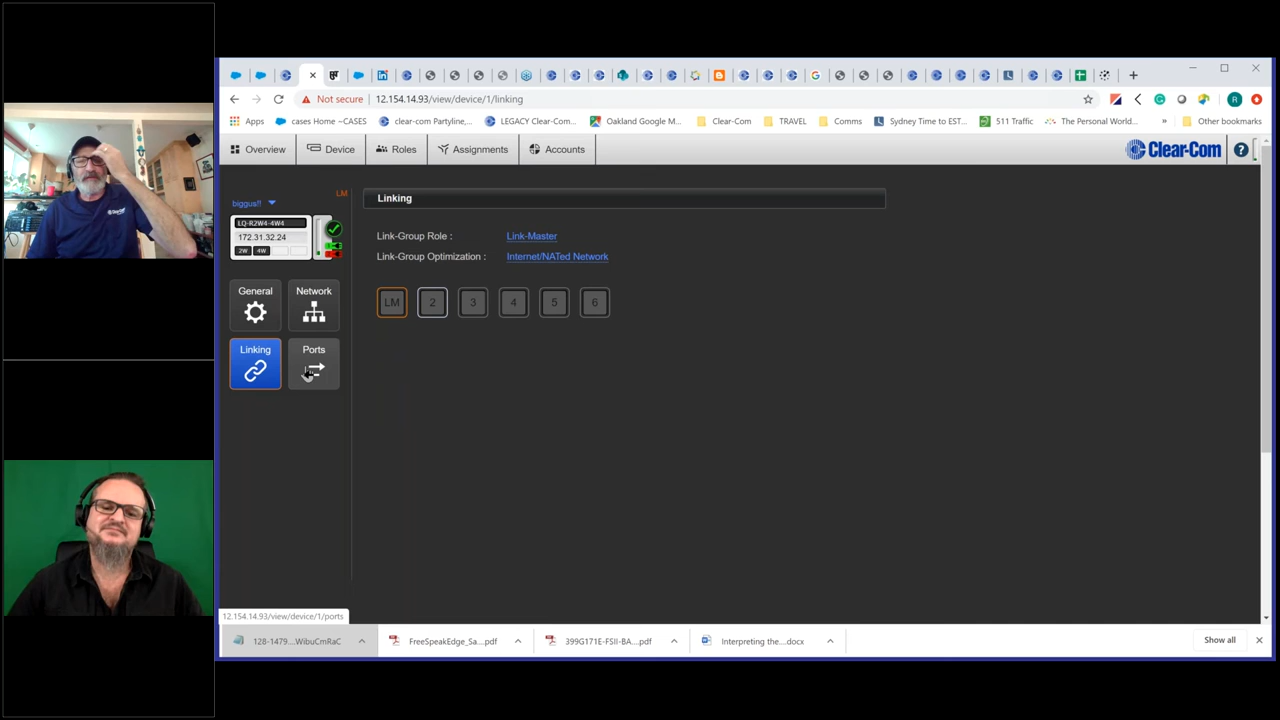 Not secure | 12.154.14.93/view/device/1/linking
Apps cases Home ~CASES clear-com Partyline,... LEGACY Clear-Com... Oakland Google M... Clear-Com TRAVEL Comms Sydney Time to EST... 511 Traffic The Personal World... » Other bookmarks
Overview Device Roles Assignments Accounts Clear-Com
LM
biggus!!
Linking
LQ-R2W4-4W4
172.31.32.24
2W 4W
Link-Group Role : Link-Master
Link-Group Optimization : Internet/NATed Network
General Network
LM 2 3 4 5 6
Linking Ports
12.154.14.93/view/device/1/ports
128-1479....WibuCmRaC FreeSpeakEdge_Sa....pdf 399G171E-FSII-BA....pdf Interpreting the....docx Show all